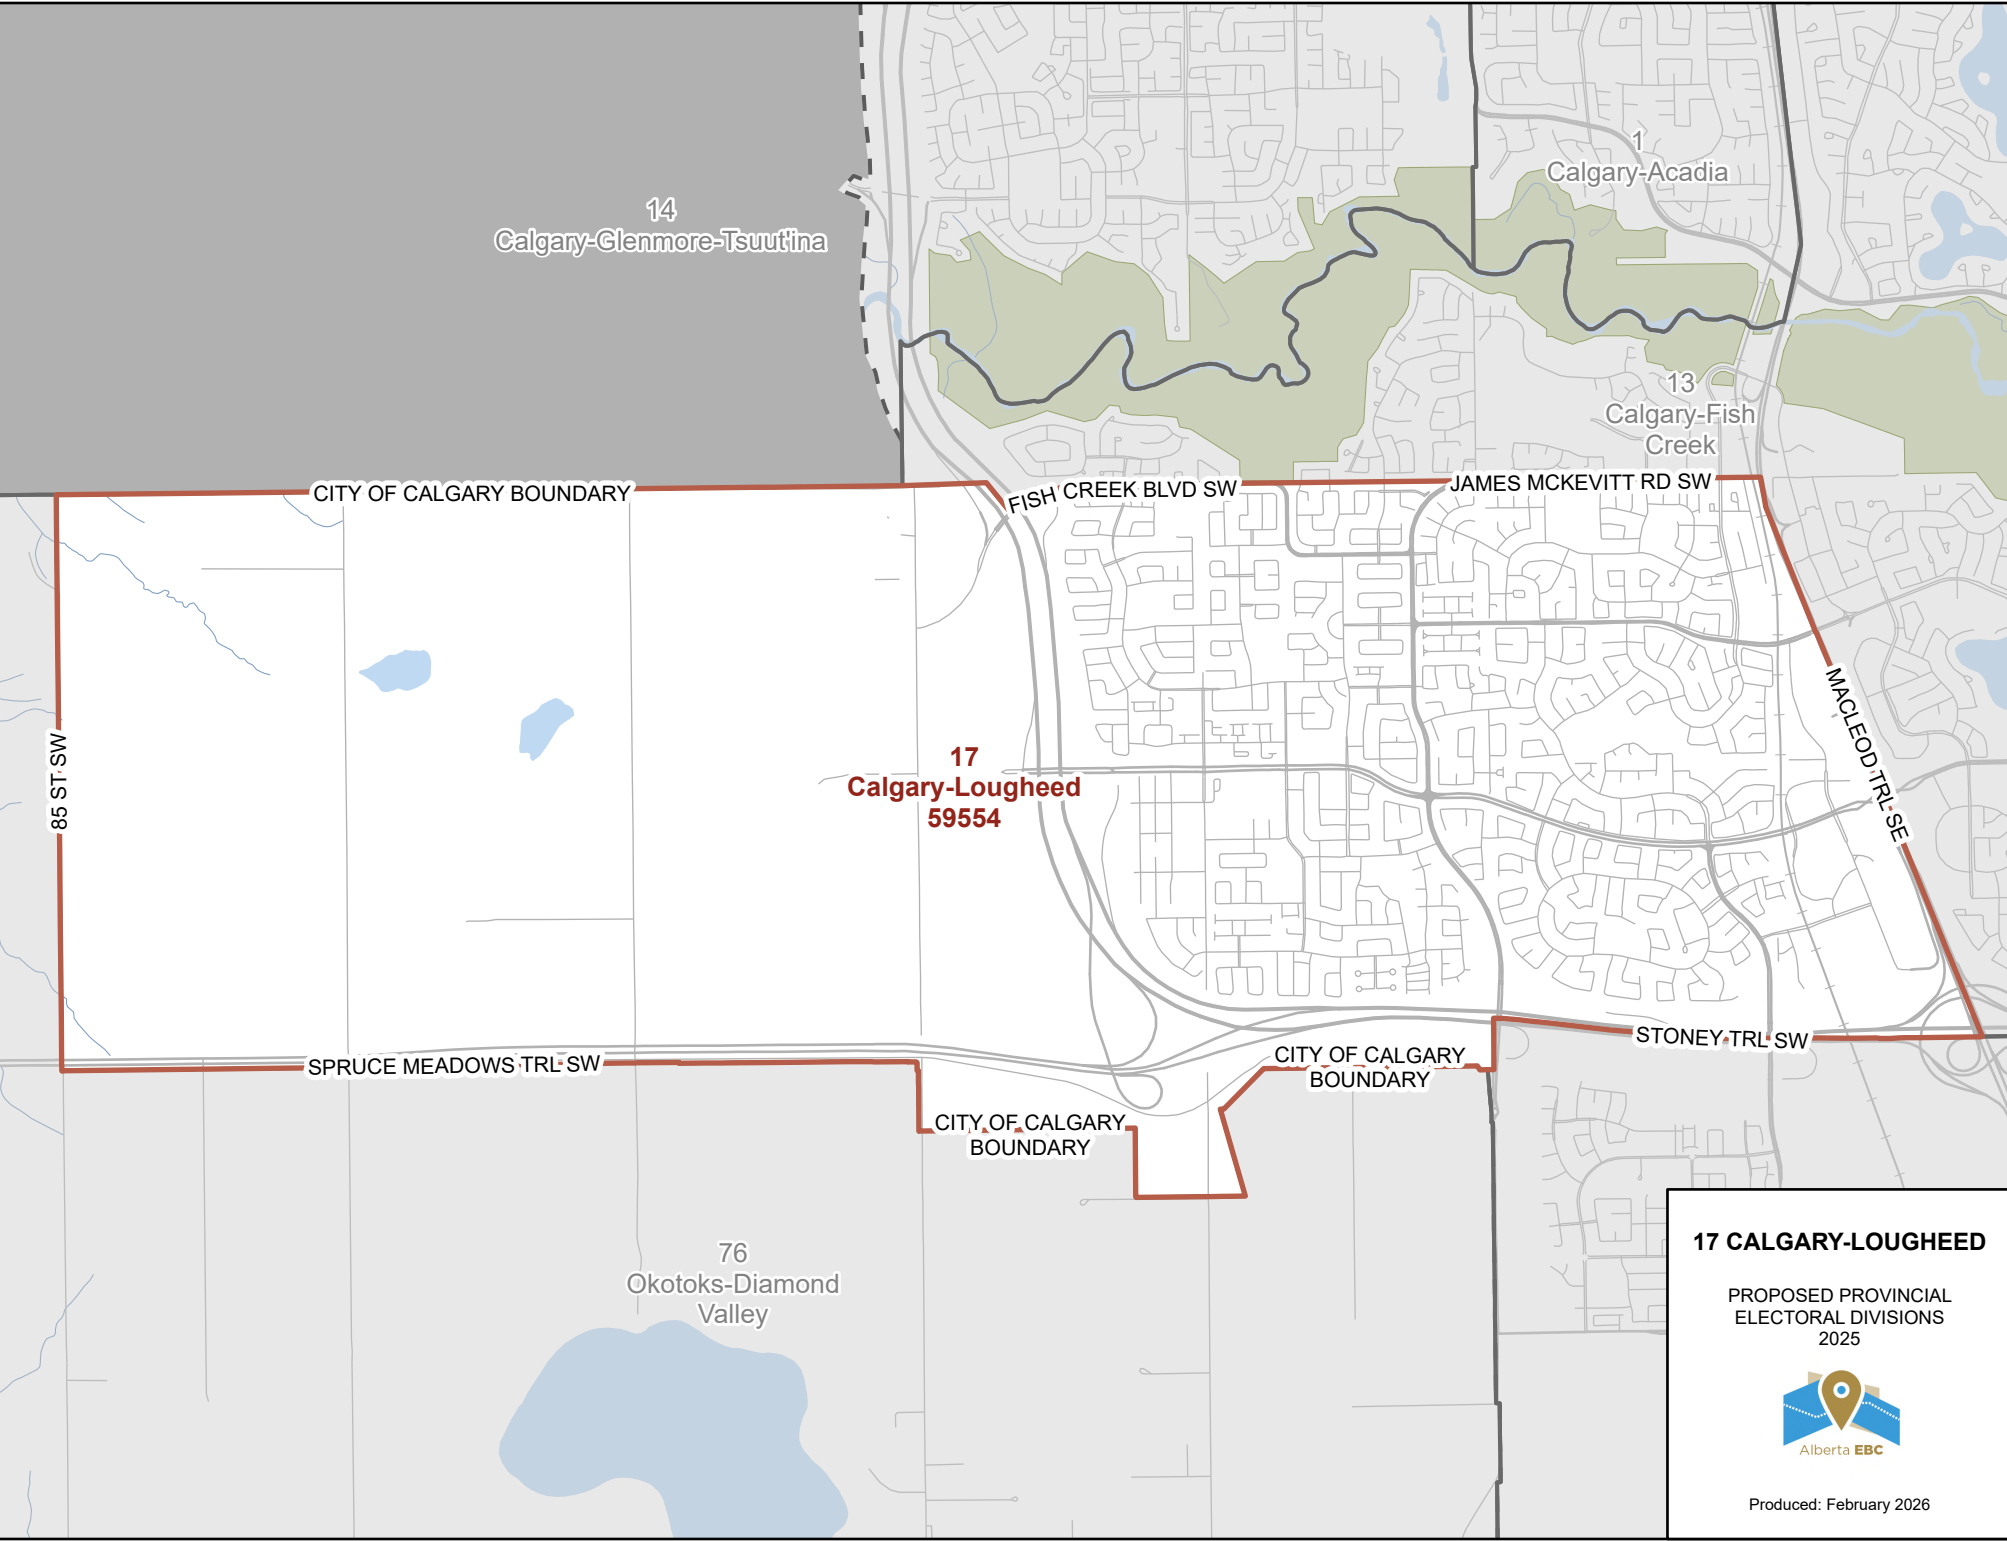 1
Calgary-Acadia
14
Calgary-Glenmore-Tsuut'ina
13
Calgary-Fish
Creek
CITY OF CALGARY BOUNDARY
FISH CREEK BLVD SW
JAMES MCKEVITT RD SW
85 ST SW
MACLEOD TRL SE
17
Calgary-Lougheed
59554
SPRUCE MEADOWS TRL SW
CITY OF CALGARY
BOUNDARY
STONEY TRL SW
CITY OF CALGARY
BOUNDARY
76
Okotoks-Diamond
Valley
17 CALGARY-LOUGHEED
PROPOSED PROVINCIAL
ELECTORAL DIVISIONS
2025
Alberta EBC
Produced: February 2026